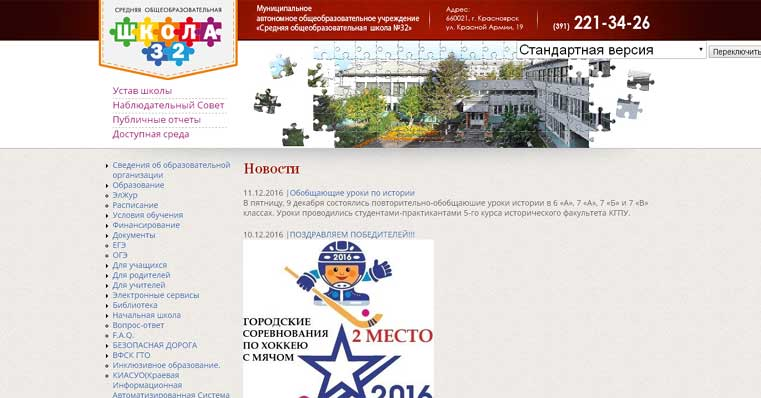 СРЕДНЯЯ ОБЩЕОБРАЗОВАТЕЛЬНАЯ
ШКОЛА
32
Муниципальное
автономное общеобразовательное учреждение
«Средняя общеобразовательная школа №32»
Адрес:
660021, г. Красноярск
ул. Красной Армии, 19
(391) 221-34-26
Стандартная версия
Переключить
Устав школы
Наблюдательный Совет
Публичные отчеты
Доступная среда
Сведения об образовательной
организации
Образование
ЭлЖур
Расписание
Условия обучения
Финансирование
Документы
ЕГЭ
ОГЭ
Для учащихся
Для родителей
Для учителей
Электронные сервисы
Библиотека
Начальная школа
Вопрос-ответ
F.A.Q.
БЕЗОПАСНАЯ ДОРОГА
ВФСК ГТО
Инклюзивное образование.
КИАСУО(Краевая
Информационная
Автоматизированная Система
Новости
11.12.2016 |Обобщающие уроки по истории
В пятницу, 9 декабря состоялись повторительно-обобщающие уроки истории в 6 «А», 7 «А», 7 «Б» и 7 «В»
классах. Уроки проводились студентами-практикантами 5-го курса исторического факультета КГПУ.
10.12.2016 |ПОЗДРАВЛЯЕМ ПОБЕДИТЕЛЕЙ!!!
2016
ГОРОДСКИЕ
СОРЕВНОВАНИЯ
ПО ХОККЕЮ
С МЯЧОМ
2 МЕСТО
2016